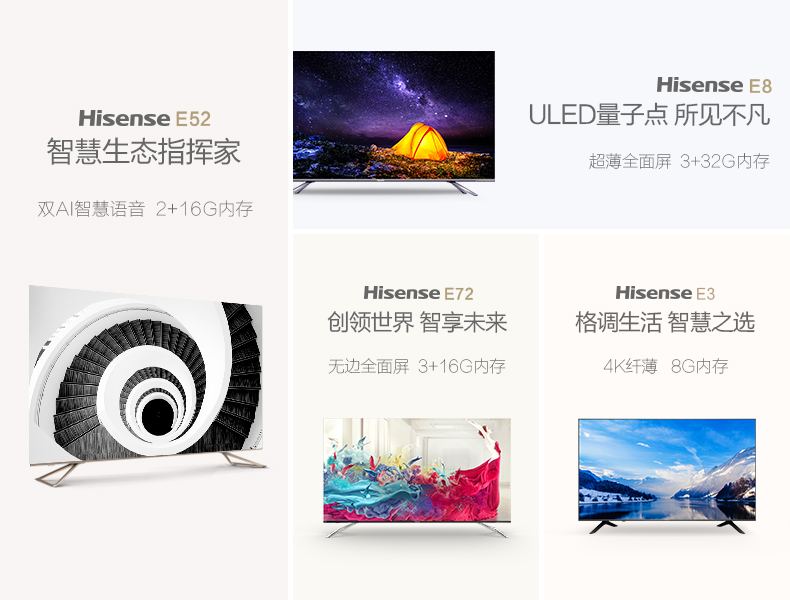 Hisense E52
智慧生态指挥家
双AI智慧语音 2+16G内存
Hisense E8
ULED量子点 所见不凡
超薄全面屏 3+32G内存
Hisense E72
创领世界 智享未来
无边全面屏 3+16G内存
Hisense E3
格调生活 智慧之选
4K纤薄 8G内存